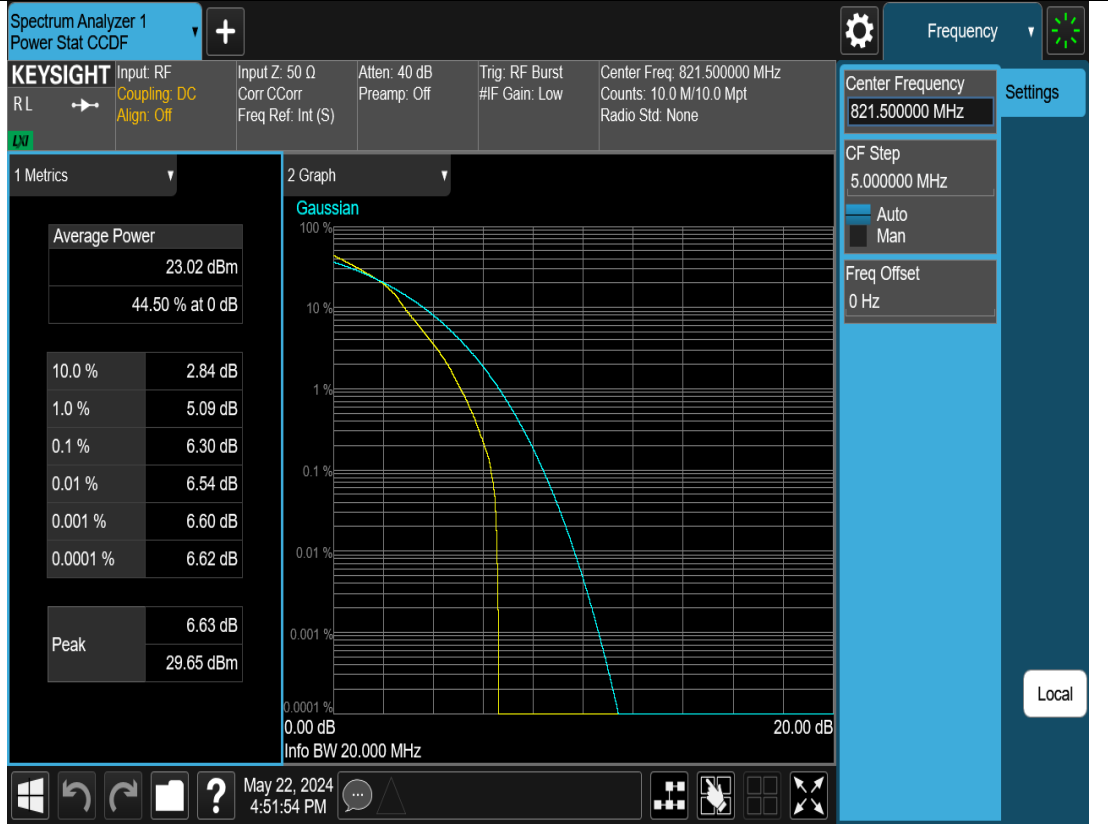 Spectrum Analyzer 1
Power Stat CCDF
+
Frequency
KEYSIGHT
R L
LXI
Input: RF
Coupling: DC
Align: Off
Input Z: 50 Ω
Corr CCorr
Freq Ref: Int (S)
Atten: 40 dB
Preamp: Off
Trig: RF Burst
#IF Gain: Low
Center Freq: 821.500000 MHz
Counts: 10.0 M/10.0 Mpt
Radio Std: None
Center Frequency
821.500000 MHz
Settings
CF Step
5.000000 MHz
Auto
Man
Freq Offset
0 Hz
1 Metrics
Average Power
23.02 dBm
44.50 % at 0 dB
10.0 % 2.84 dB
1.0 % 5.09 dB
0.1 % 6.30 dB
0.01 % 6.54 dB
0.001 % 6.60 dB
0.0001 % 6.62 dB
Peak
6.63 dB
29.65 dBm
2 Graph
Gaussian
100 %
10 %
1 %
0.1 %
0.01 %
0.001 %
0.0001 %
0.00 dB 20.00 dB
Info BW 20.000 MHz
Local
?
May 22, 2024
4:51:54 PM